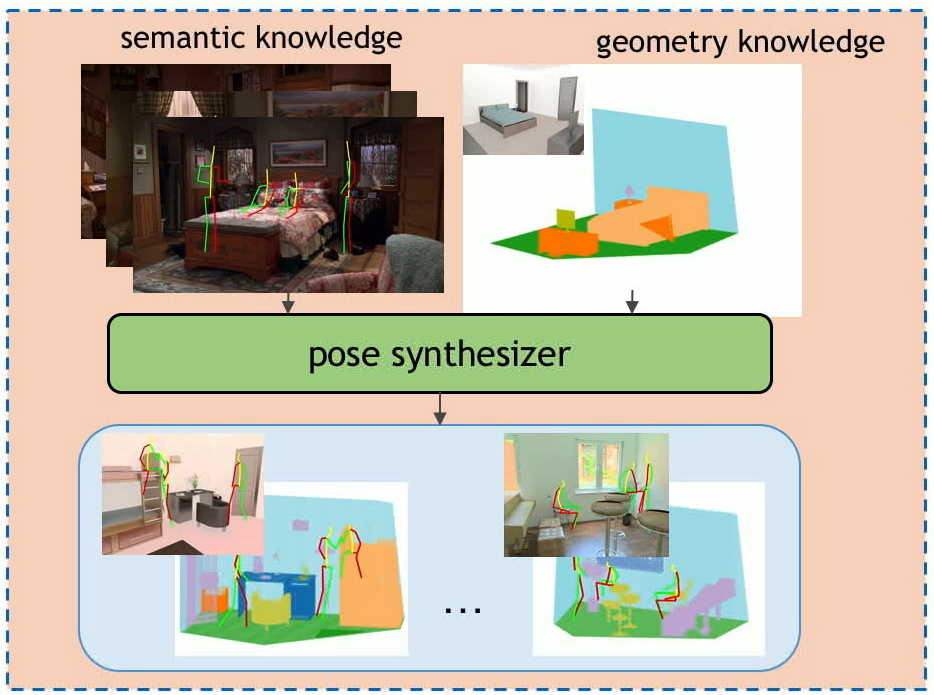 semantic knowledge
geometry knowledge
pose synthesizer
...